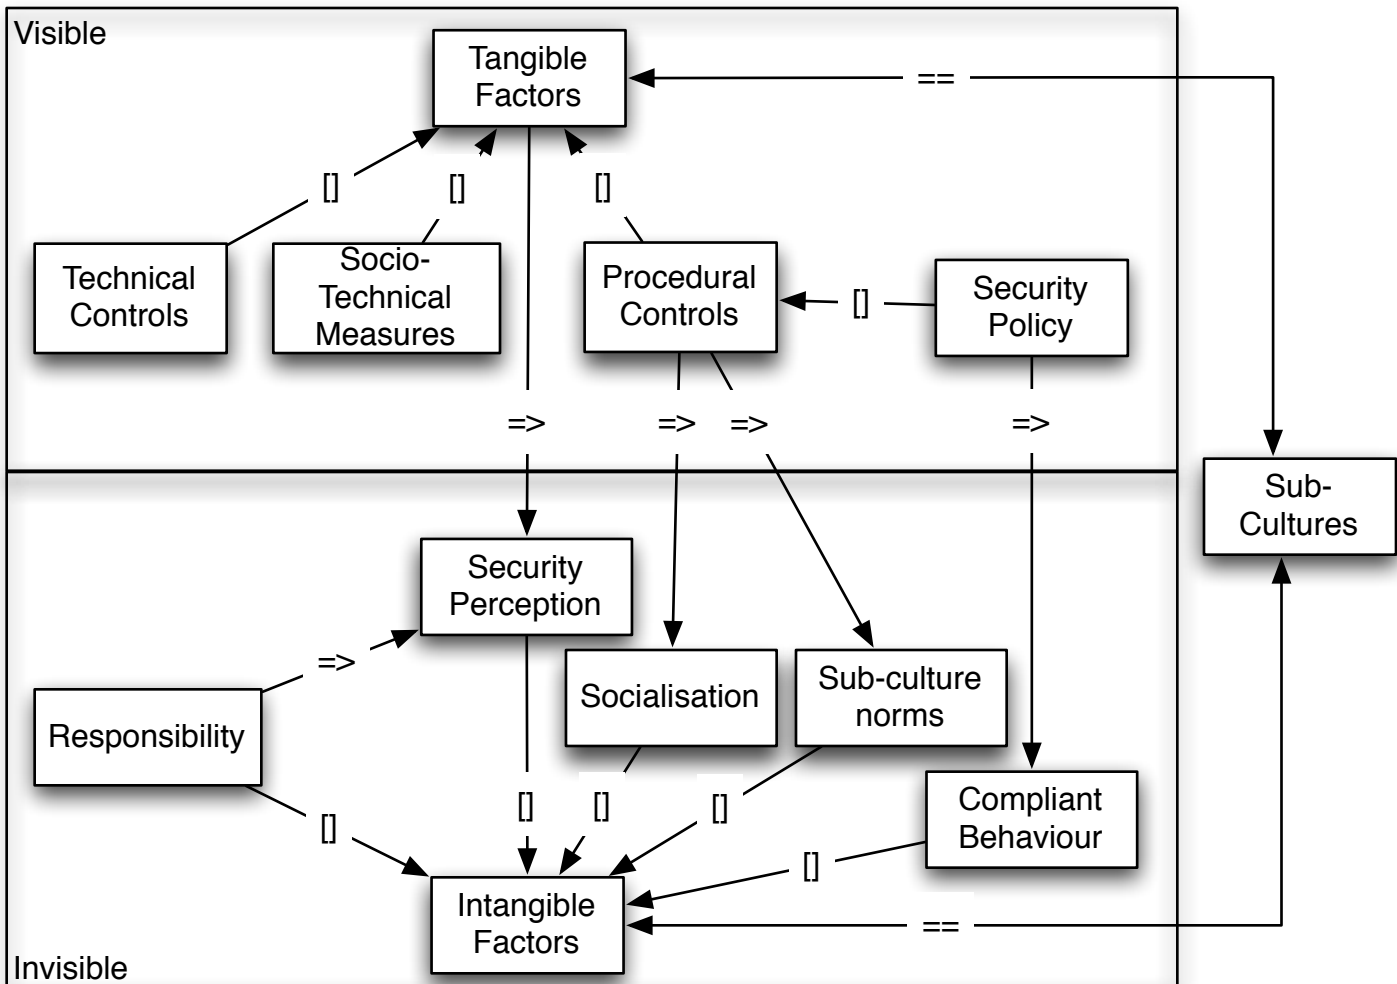 Visible
Tangible
Factors
==
[]
[]
[]
Technical
Controls
Socio-
Technical
Measures
Procedural
Controls
[]
Security
Policy
=>
=>
=>
=>
Sub-
Cultures
Security
Perception
=>
Responsibility
Socialisation
Sub-culture
norms
[]
[]
[]
[]
Compliant
Behaviour
[]
Intangible
Factors
==
Invisible